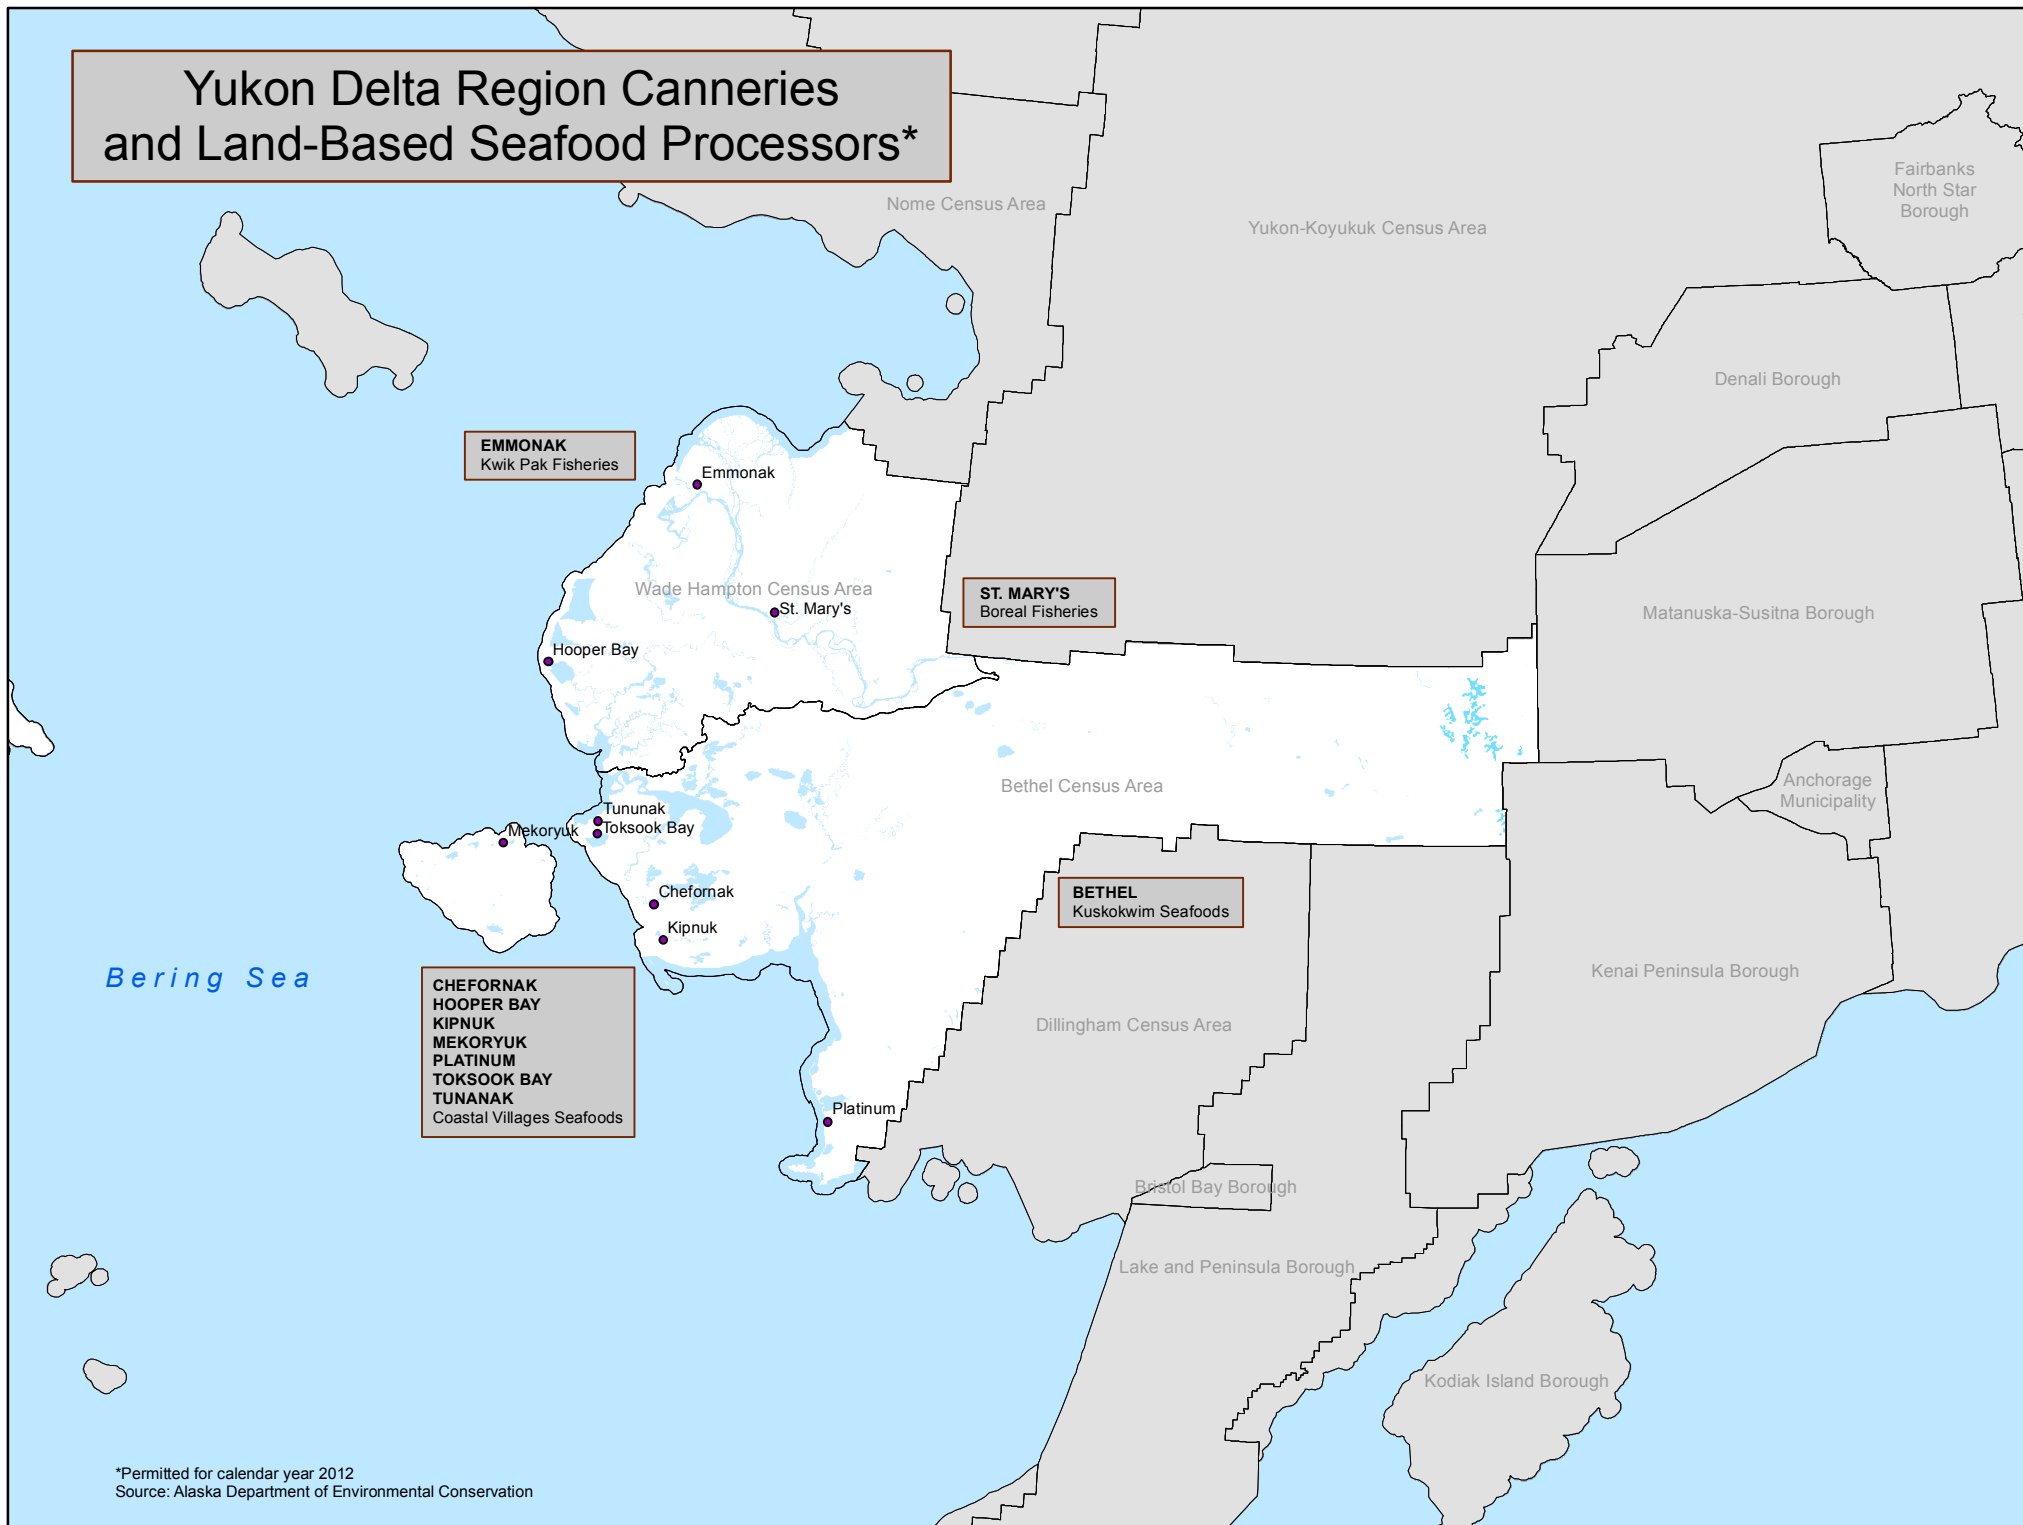 Yukon Delta Region Canneries
and Land-Based Seafood Processors*
Nome Census Area
Yukon-Koyukuk Census Area
Fairbanks
North Star
Borough
Denali Borough
EMMONAK
Kwik Pak Fisheries
Emmonak
Wade Hampton Census Area
St. Mary's
ST. MARY'S
Boreal Fisheries
Matanuska-Susitna Borough
Hooper Bay
Bethel Census Area
Anchorage
Municipality
Tununak
Toksook Bay
Mekoryuk
Chefornak
Kipnuk
BETHEL
Kuskokwim Seafoods
Bering Sea
Kenai Peninsula Borough
CHEFORNAK
HOOPER BAY
KIPNUK
MEKORYUK
PLATINUM
TOKSOOK BAY
TUNANAK
Coastal Villages Seafoods
Dillingham Census Area
Platinum
Bristol Bay Borough
Lake and Peninsula Borough
Kodiak Island Borough
*Permitted for calendar year 2012
Source: Alaska Department of Environmental Conservation